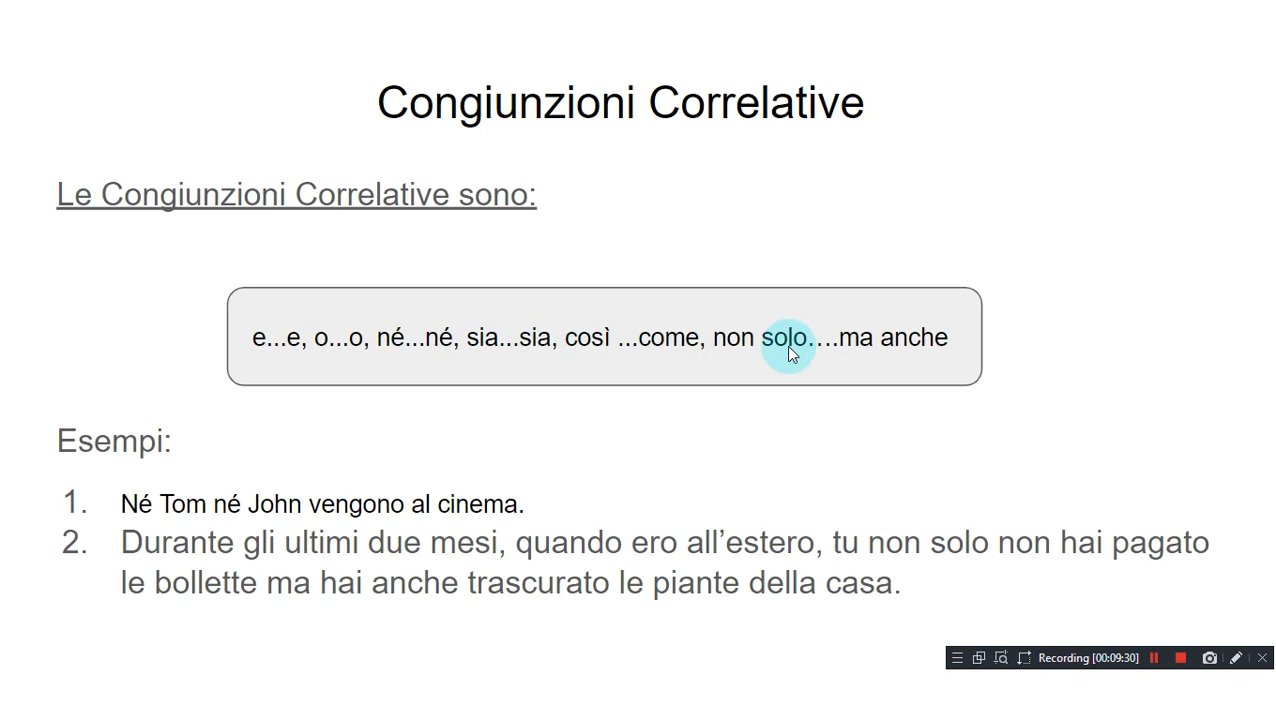 Congiunzioni Correlative
Le Congiunzioni Correlative sono:
e...e, o...o, né...né, sia...sia, così ...come, non solo….ma anche
Esempi:
1. Né Tom né John vengono al cinema.
2. Durante gli ultimi due mesi, quando ero all’estero, tu non solo non hai pagato
le bollette ma hai anche trascurato le piante della casa.
Recording [00:09:30]